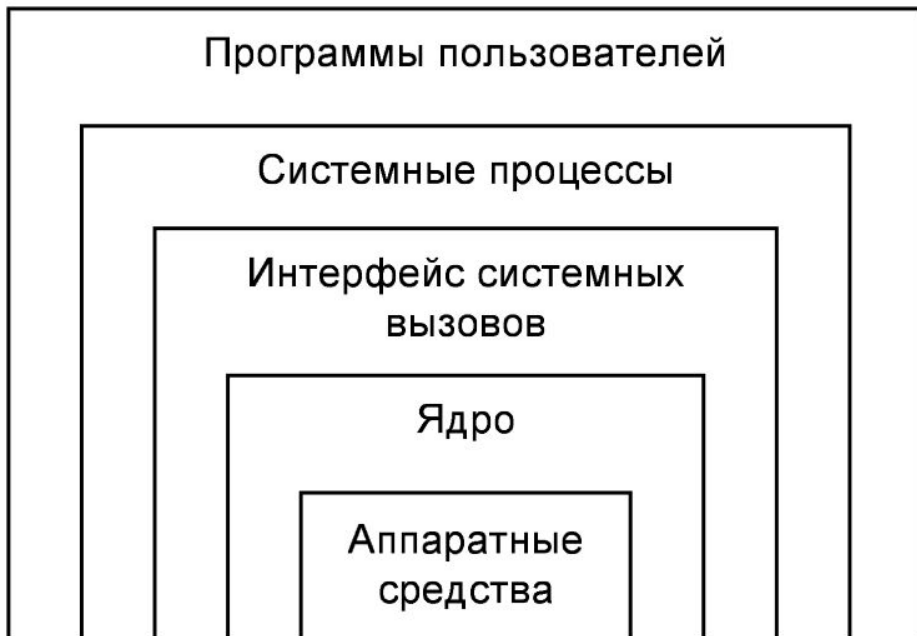 Программы пользователей
Системные процессы
Интерфейс системных
вызовов
Ядро
Аппаратные
средства